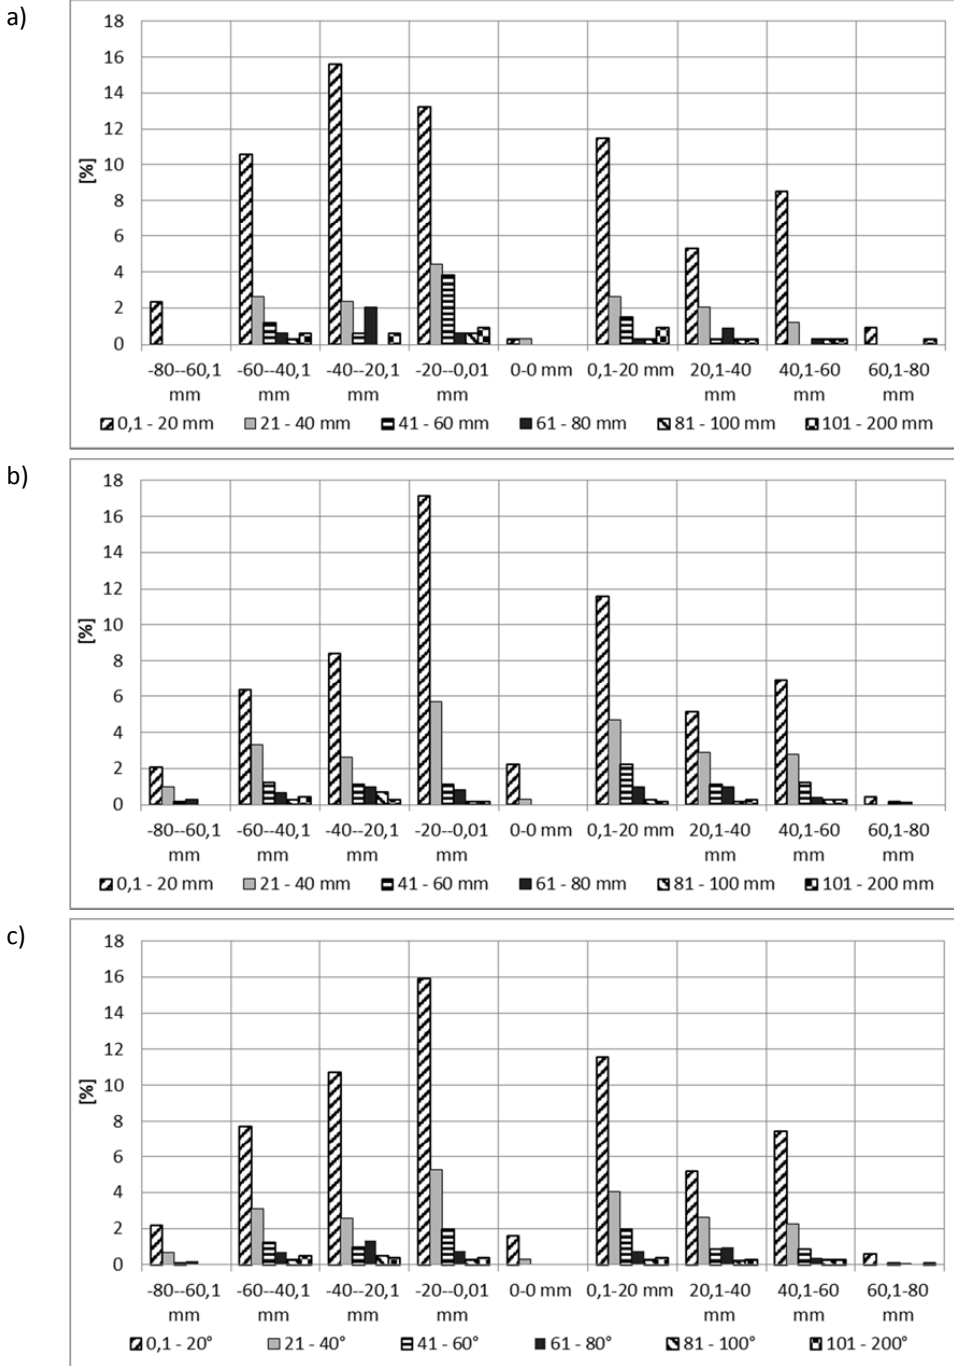 a)
18
16
14
12
10
8
6
4
2
0
[%]
-80--60,1 mm
-60--40,1 mm
-40--20,1 mm
-20--0,01 mm
0-0 mm
0,1-20 mm
20,1-40 mm
40,1-60 mm
60,1-80 mm
0,1 - 20 mm 21 - 40 mm 41 - 60 mm 61 - 80 mm 81 - 100 mm 101 - 200 mm
b)
18
16
14
12
10
8
6
4
2
0
[%]
-80--60,1 mm
-60--40,1 mm
-40--20,1 mm
-20--0,01 mm
0-0 mm
0,1-20 mm
20,1-40 mm
40,1-60 mm
60,1-80 mm
0,1 - 20 mm 21 - 40 mm 41 - 60 mm 61 - 80 mm 81 - 100 mm 101 - 200 mm
c)
18
16
14
12
10
8
6
4
2
0
[%]
-80--60,1 mm
-60--40,1 mm
-40--20,1 mm
-20--0,01 mm
0-0 mm
0,1-20 mm
20,1-40 mm
40,1-60 mm
60,1-80 mm
0,1 - 20° 21 - 40° 41 - 60° 61 - 80° 81 - 100° 101 - 200°